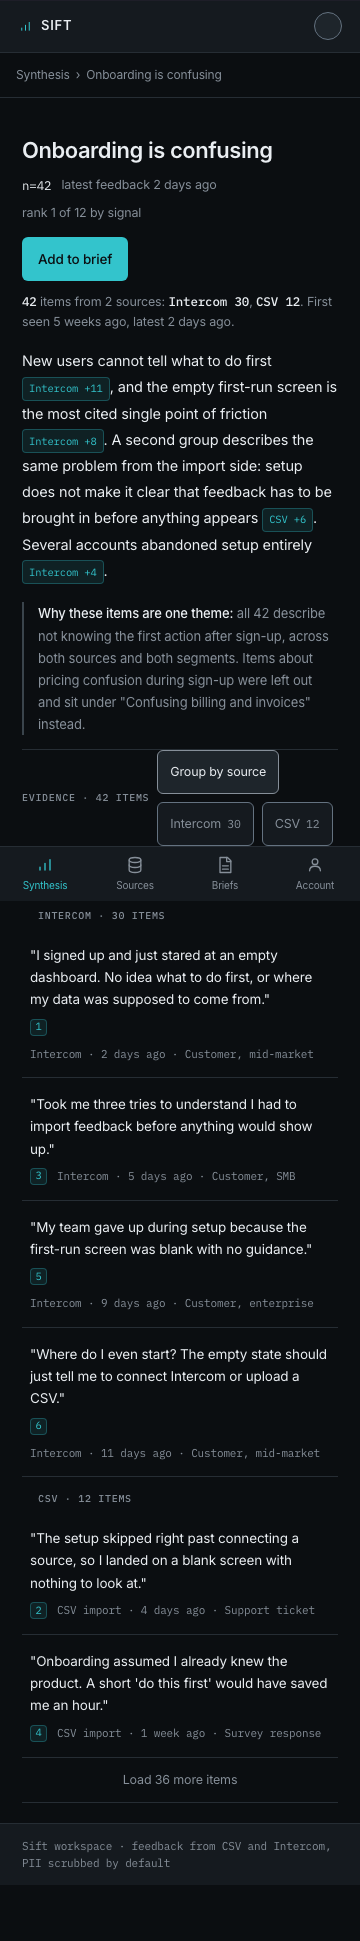 SIFT
Synthesis › Onboarding is confusing
Onboarding is confusing
n=42 latest feedback 2 days ago
rank 1 of 12 by signal
Add to brief
42 items from 2 sources: Intercom 30, CSV 12. First
seen 5 weeks ago, latest 2 days ago.
New users cannot tell what to do first
Intercom +11, and the empty first-run screen is
the most cited single point of friction
Intercom +8. A second group describes the
same problem from the import side: setup
does not make it clear that feedback has to be
brought in before anything appears CSV +6.
Several accounts abandoned setup entirely
Intercom +4.
Why these items are one theme: all 42 describe
not knowing the first action after sign-up, across
both sources and both segments. Items about
pricing confusion during sign-up were left out
and sit under "Confusing billing and invoices"
instead.
EVIDENCE · 42 ITEMS
Group by source
Intercom 30 CSV 12
Synthesis Sources Briefs Account
INTERCOM · 30 ITEMS
"I signed up and just stared at an empty
dashboard. No idea what to do first, or where
my data was supposed to come from."
1
Intercom · 2 days ago · Customer, mid-market
"Took me three tries to understand I had to
import feedback before anything would show
up."
3 Intercom · 5 days ago · Customer, SMB
"My team gave up during setup because the
first-run screen was blank with no guidance."
5
Intercom · 9 days ago · Customer, enterprise
"Where do I even start? The empty state should
just tell me to connect Intercom or upload a
CSV."
6
Intercom · 11 days ago · Customer, mid-market
CSV · 12 ITEMS
"The setup skipped right past connecting a
source, so I landed on a blank screen with
nothing to look at."
2 CSV import · 4 days ago · Support ticket
"Onboarding assumed I already knew the
product. A short 'do this first' would have saved
me an hour."
4 CSV import · 1 week ago · Survey response
Load 36 more items
Sift workspace · feedback from CSV and Intercom,
PII scrubbed by default